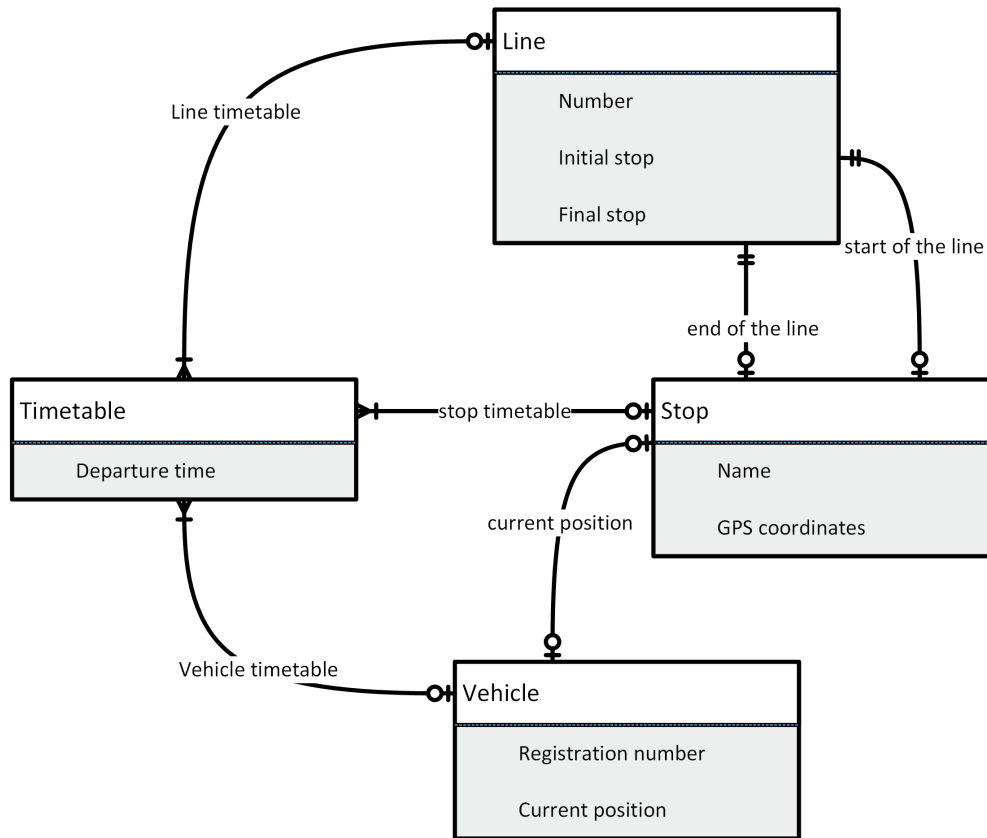 Line
Number
Initial stop
Final stop
Line timetable
start of the line
end of the line
Timetable
Departure time
stop timetable
Stop
Name
GPS coordinates
current position
Vehicle timetable
Vehicle
Registration number
Current position